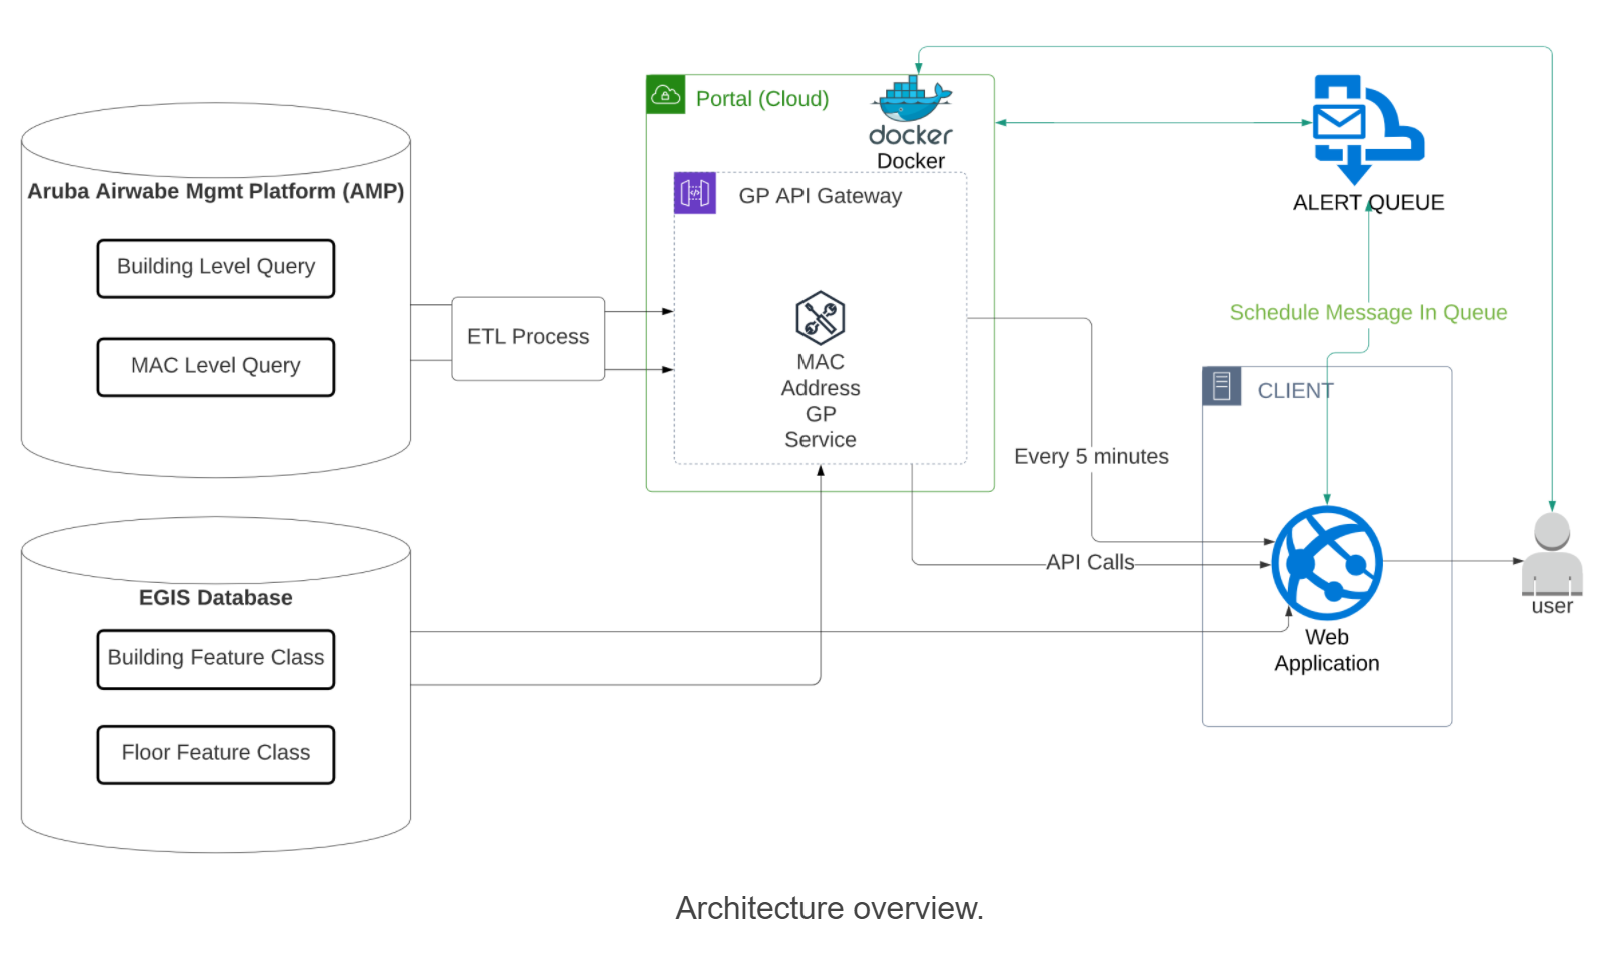 Aruba Airwabe Mgmt Platform (AMP)
Building Level Query
MAC Level Query
ETL Process
Portal (Cloud)
docker
Docker
GP API Gateway
MAC
Address
GP
Service
ALERT QUEUE
Schedule Message In Queue
CLIENT
Every 5 minutes
API Calls
Web
Application
user
EGIS Database
Building Feature Class
Floor Feature Class
Architecture overview.